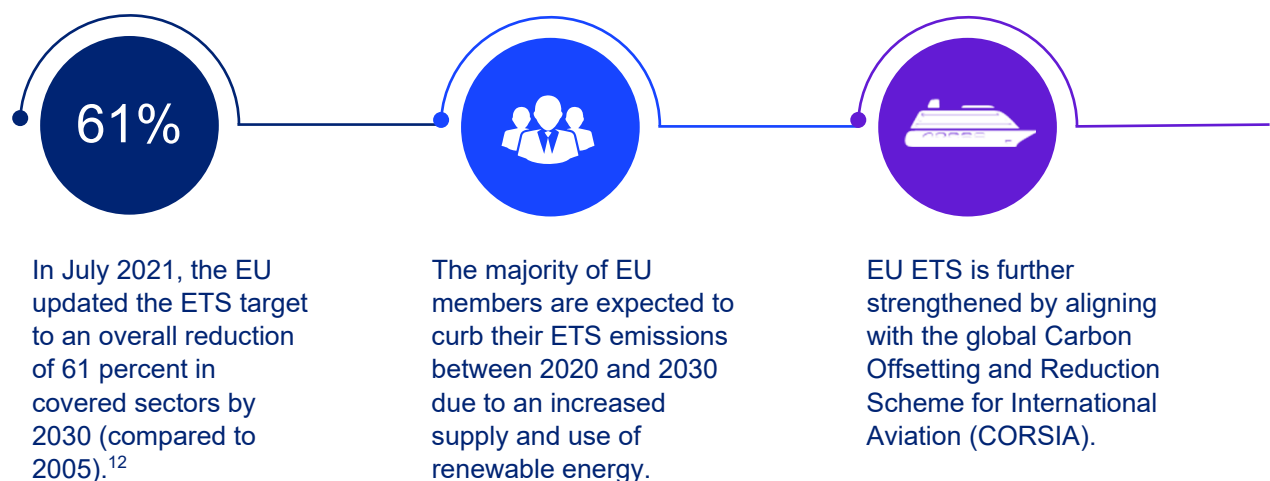 61%
In July 2021, the EU
updated the ETS target
to an overall reduction
of 61 percent in
covered sectors by
2030 (compared to
2005).12
The majority of EU
members are expected to
curb their ETS emissions
between 2020 and 2030
due to an increased
supply and use of
renewable energy.
EU ETS is further
strengthened by aligning
with the global Carbon
Offsetting and Reduction
Scheme for International
Aviation (CORSIA).